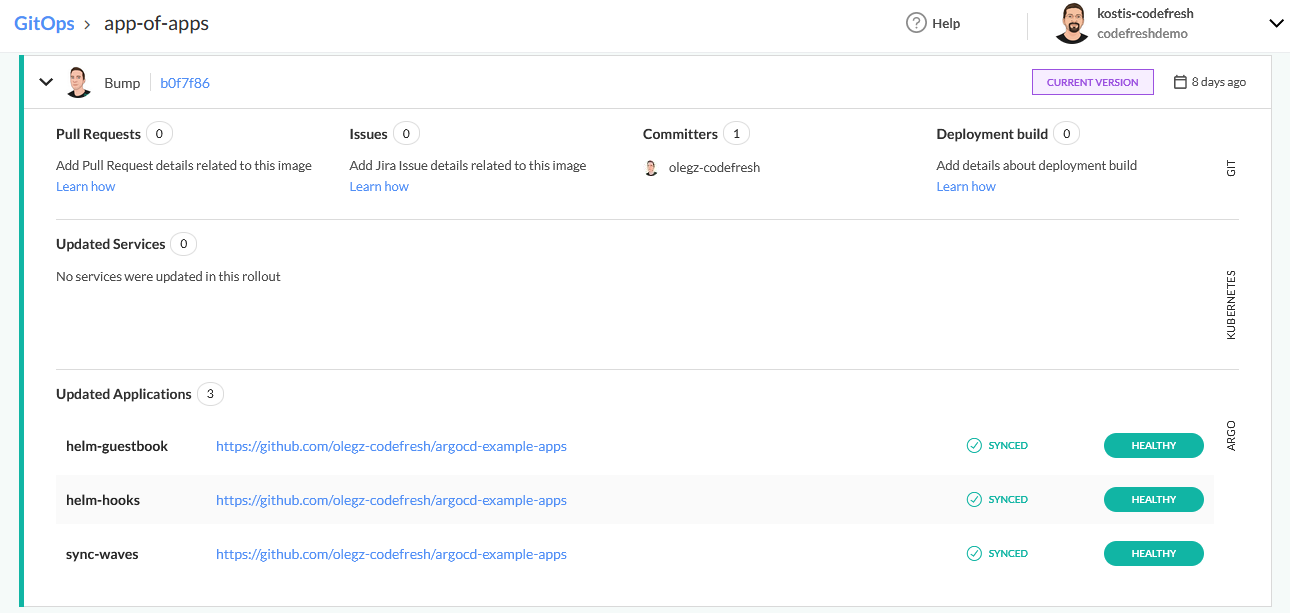 GitOps > app-of-apps
? Help
kostis-codefresh
codefreshdemo
Bump b0f7f86
CURRENT VERSION
8 days ago
Pull Requests 0
Add Pull Request details related to this image
Learn how
Issues 0
Add Jira Issue details related to this image
Learn how
Committers 1
olegz-codefresh
Deployment build 0
Add details about deployment build
Learn how
GIT
Updated Services 0
No services were updated in this rollout
KUBERNETES
Updated Applications 3
ARGO
helm-guestbook https://github.com/olegz-codefresh/argocd-example-apps SYNCED HEALTHY
helm-hooks https://github.com/olegz-codefresh/argocd-example-apps SYNCED HEALTHY
sync-waves https://github.com/olegz-codefresh/argocd-example-apps SYNCED HEALTHY